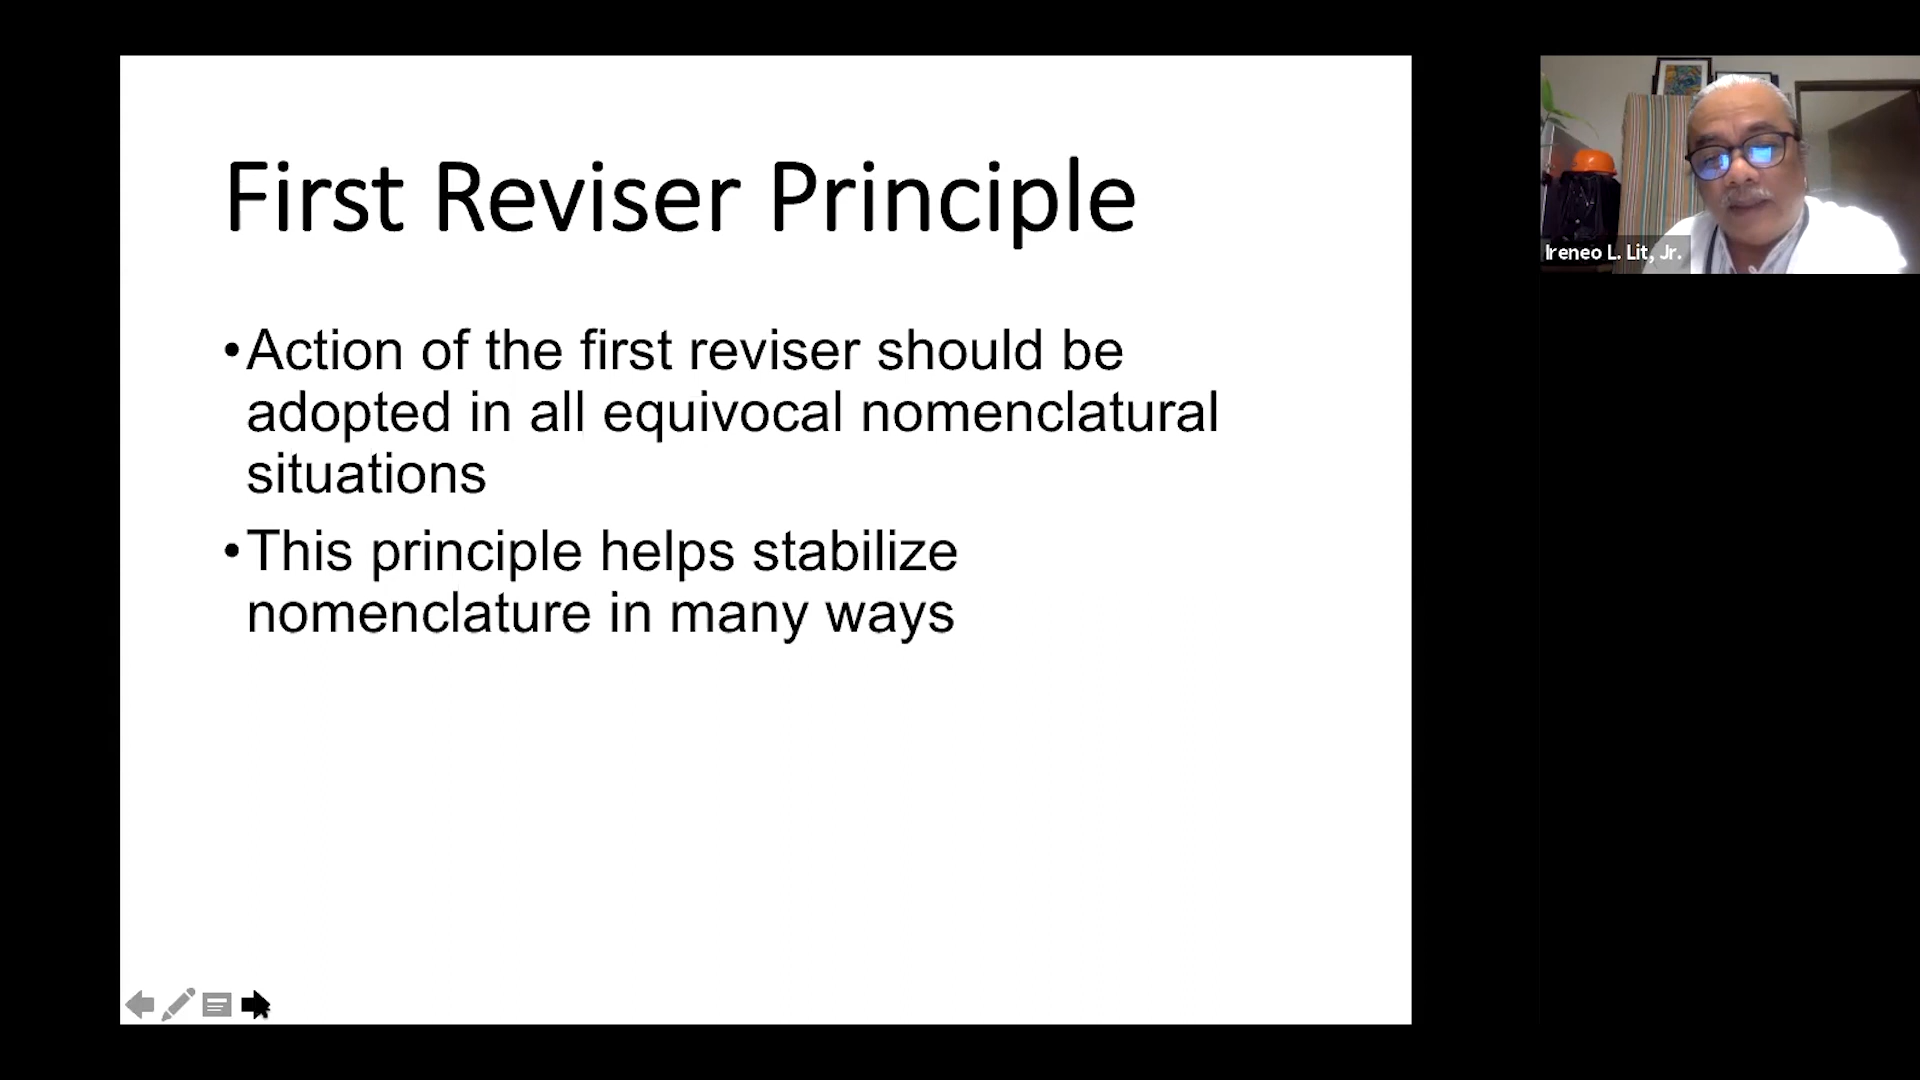 First Reviser Principle
•Action of the first reviser should be
adopted in all equivocal nomenclatural
situations
•This principle helps stabilize
nomenclature in many ways
Ireneo L. Lit, Jr.